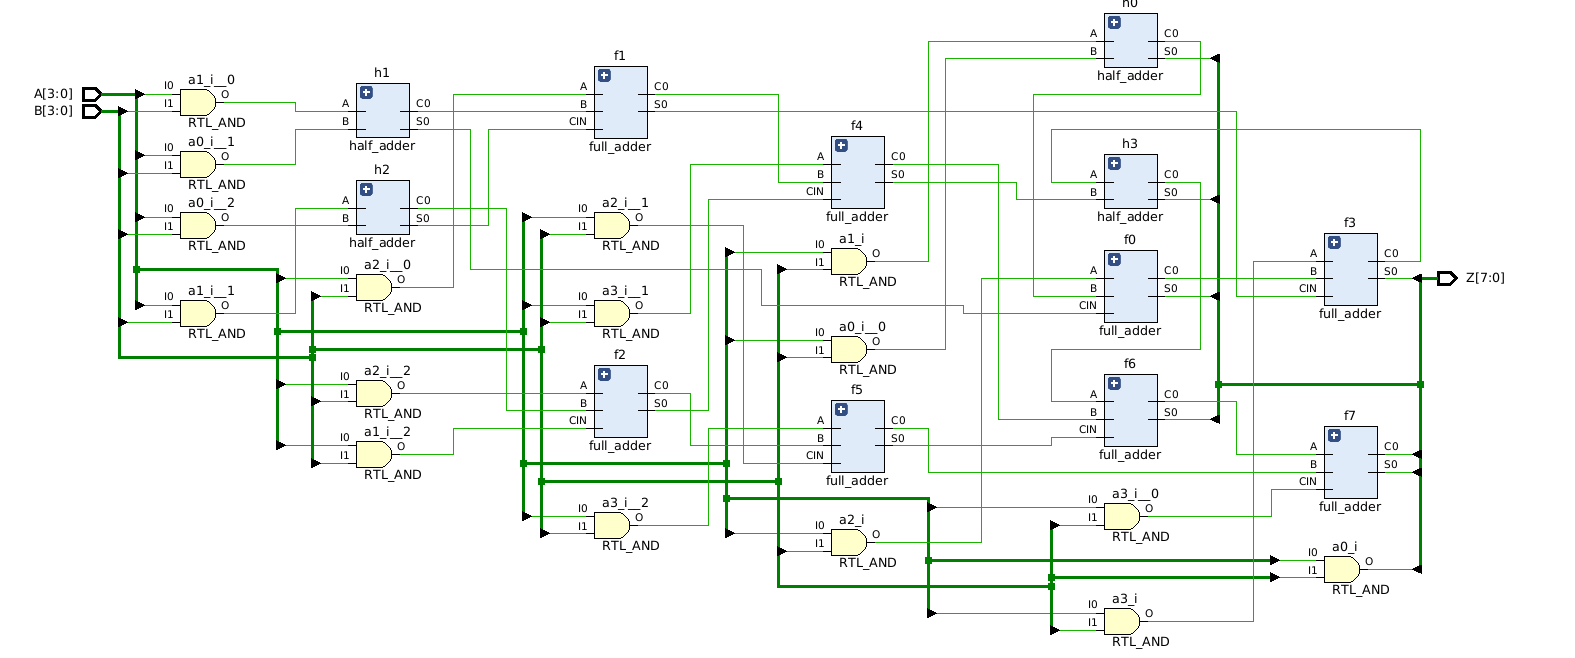 A[3:0]
B[3:0]
a1_i__0
I0
I1
O
RTL_AND
a0_i__1
I0
I1
O
RTL_AND
a0_i__2
I0
I1
O
RTL_AND
a1_i__1
I0
I1
O
RTL_AND
h1
A
B
C0
S0
half_adder
h2
A
B
C0
S0
half_adder
a2_i__0
I0
I1
O
RTL_AND
a2_i__2
I0
I1
O
RTL_AND
a1_i__2
I0
I1
O
RTL_AND
f1
A
B
CIN
C0
S0
full_adder
a2_i__1
I0
I1
O
RTL_AND
a3_i__1
I0
I1
O
RTL_AND
f2
A
B
CIN
C0
S0
full_adder
a3_i__2
I0
I1
O
RTL_AND
f4
A
B
CIN
C0
S0
full_adder
a1_i
I0
I1
O
RTL_AND
a0_i__0
I0
I1
O
RTL_AND
f5
A
B
CIN
C0
S0
full_adder
a2_i
I0
I1
O
RTL_AND
h0
A
B
C0
S0
half_adder
h3
A
B
C0
S0
half_adder
f0
A
B
CIN
C0
S0
full_adder
f6
A
B
CIN
C0
S0
full_adder
a3_i__0
I0
I1
O
RTL_AND
a3_i
I0
I1
O
RTL_AND
f3
A
B
CIN
C0
S0
full_adder
f7
A
B
CIN
C0
S0
full_adder
a0_i
I0
I1
O
RTL_AND
Z[7:0]